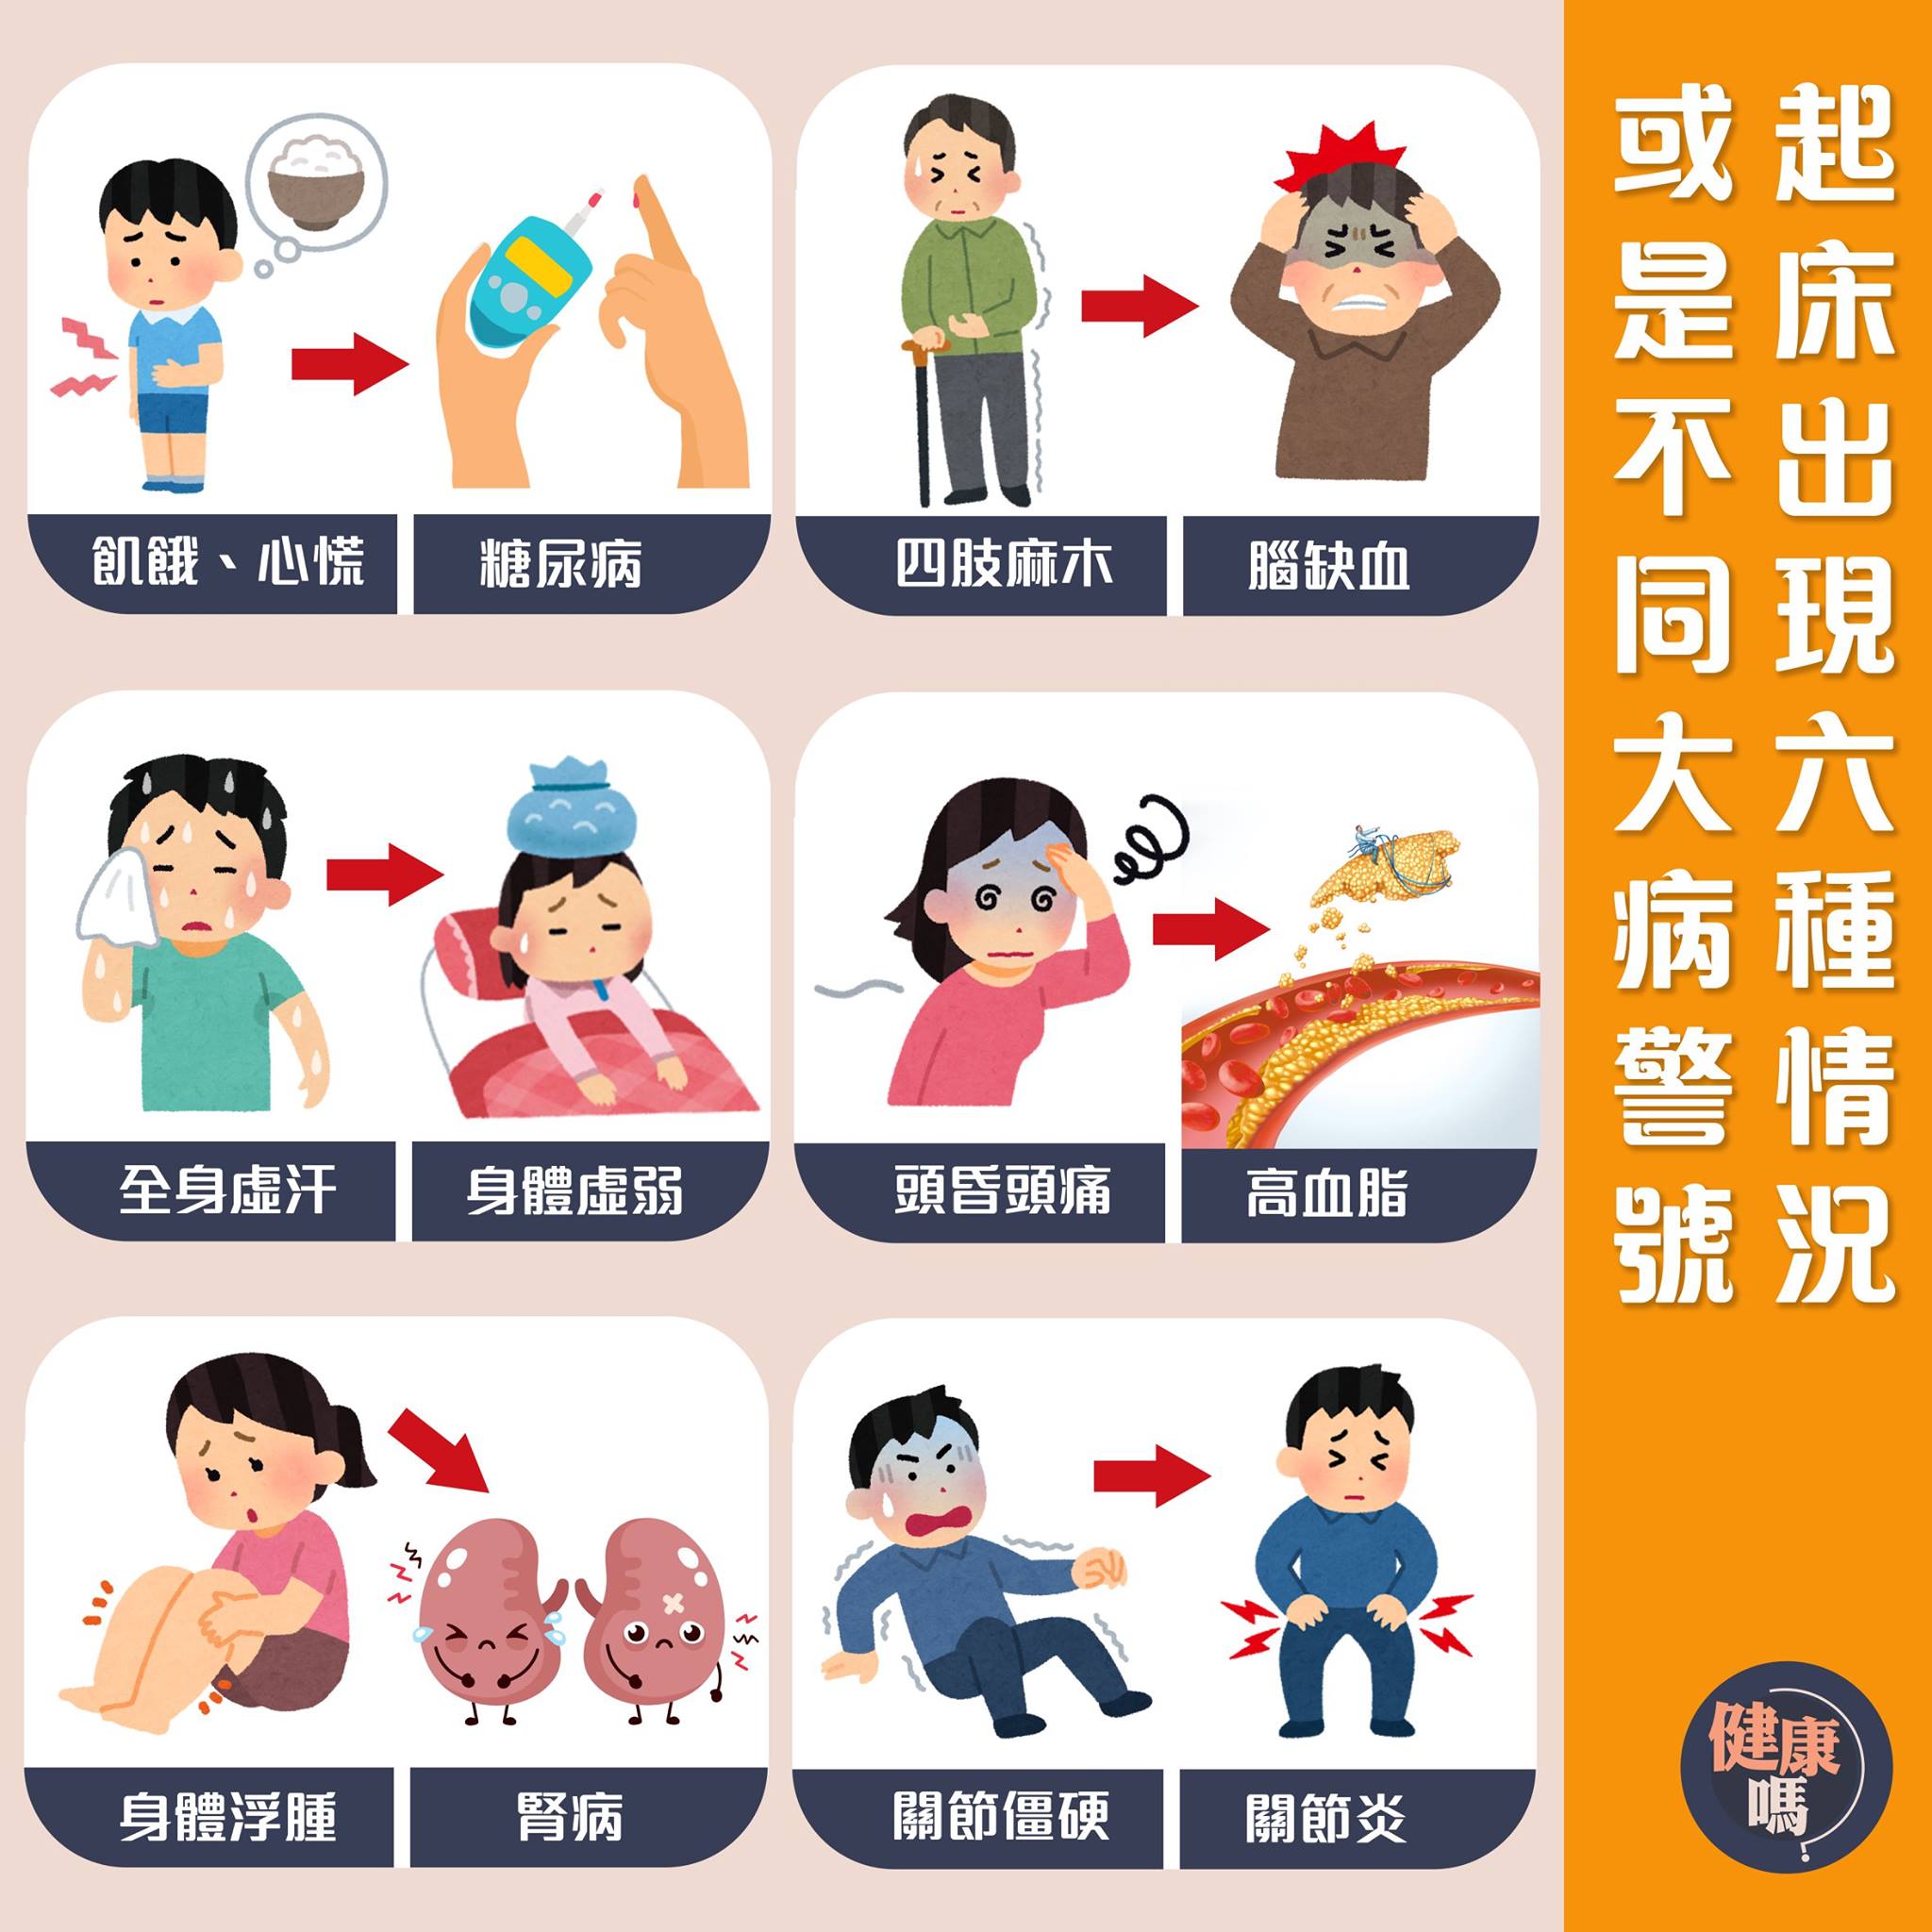 起床出現六種情況
或是不同大病警號
飢餓、心慌
糖尿病
四肢麻木
腦缺血
全身虛汗
身體虛弱
頭昏頭痛
高血脂
身體浮腫
腎病
關節僵硬
關節炎
健康
嗎?